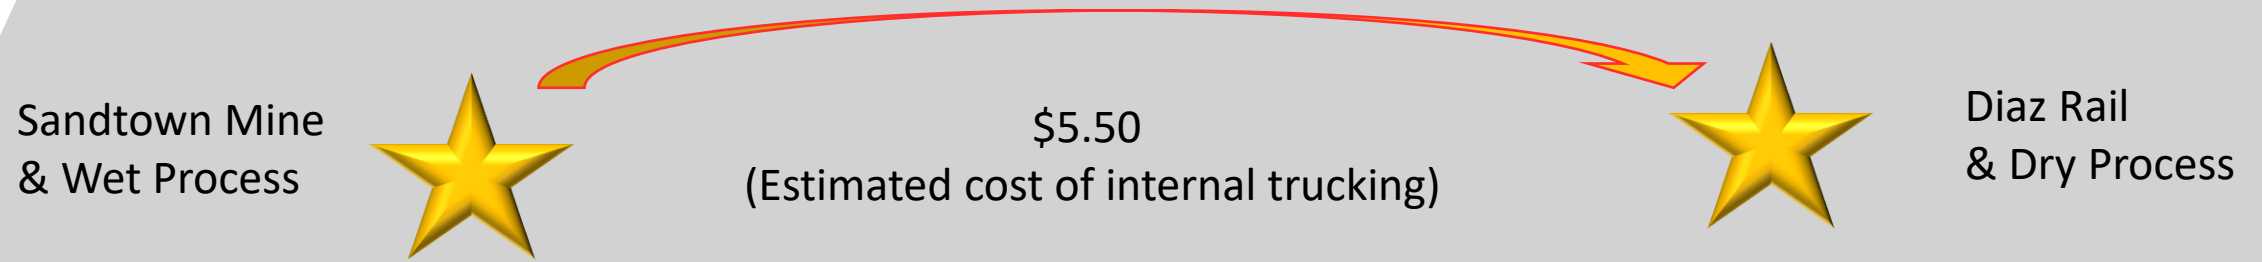 Sandtown Mine
& Wet Process
$5.50
(Estimated cost of internal trucking)
Diaz Rail
& Dry Process